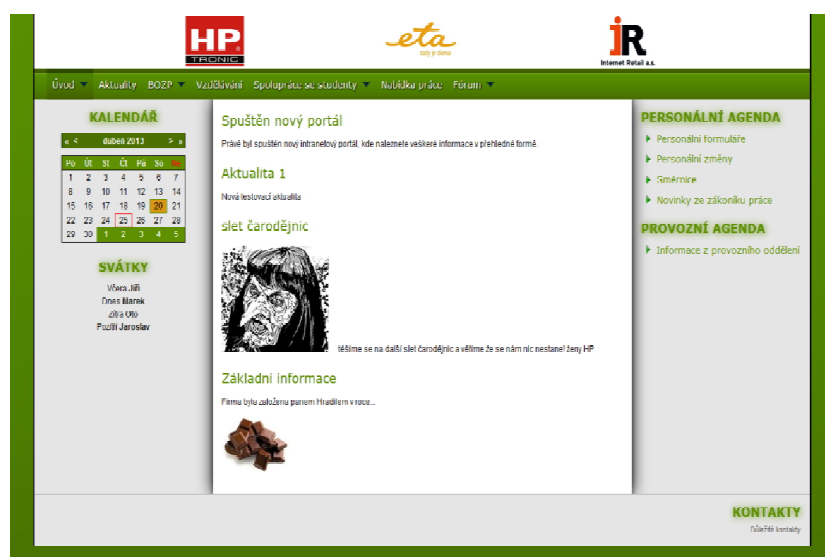 HP
TRONIC
eta
tady je doma
iR
Internet Retail a.s.
Úvod Aktuality BOZP Vzdělávání Spolupráce se studenty Nabídka práce Fórum
KALENDÁŘ
« < duben 2013 > »
Po Út St Čt Pá So Ne
1 2 3 4 5 6 7
8 9 10 11 12 13 14
15 16 17 18 19 20 21
22 23 24 25 26 27 28
29 30 1 2 3 4 5
SVÁTKY
Včera Jiří
Dnes Marek
Zítra Oto
Pozítří Jaroslav
Spuštěn nový portál
Právě byl spuštěn nový intranetový portál, kde naleznete veškeré informace v přehledné formě.
Aktualita 1
Nová testovací aktualita
slet čarodějnic
těšíme se na další slet čarodějnic a věříme že se nám nic nestane! ženy HP
Základní informace
Firma byla založena panem Hradilem v roce...
PERSONÁLNÍ AGENDA
Personální formuláře
Personální změny
Směrnice
Novinky ze zákoníku práce
PROVOZNÍ AGENDA
Informace z provozního oddělení
KONTAKTY
Důležité kontakty